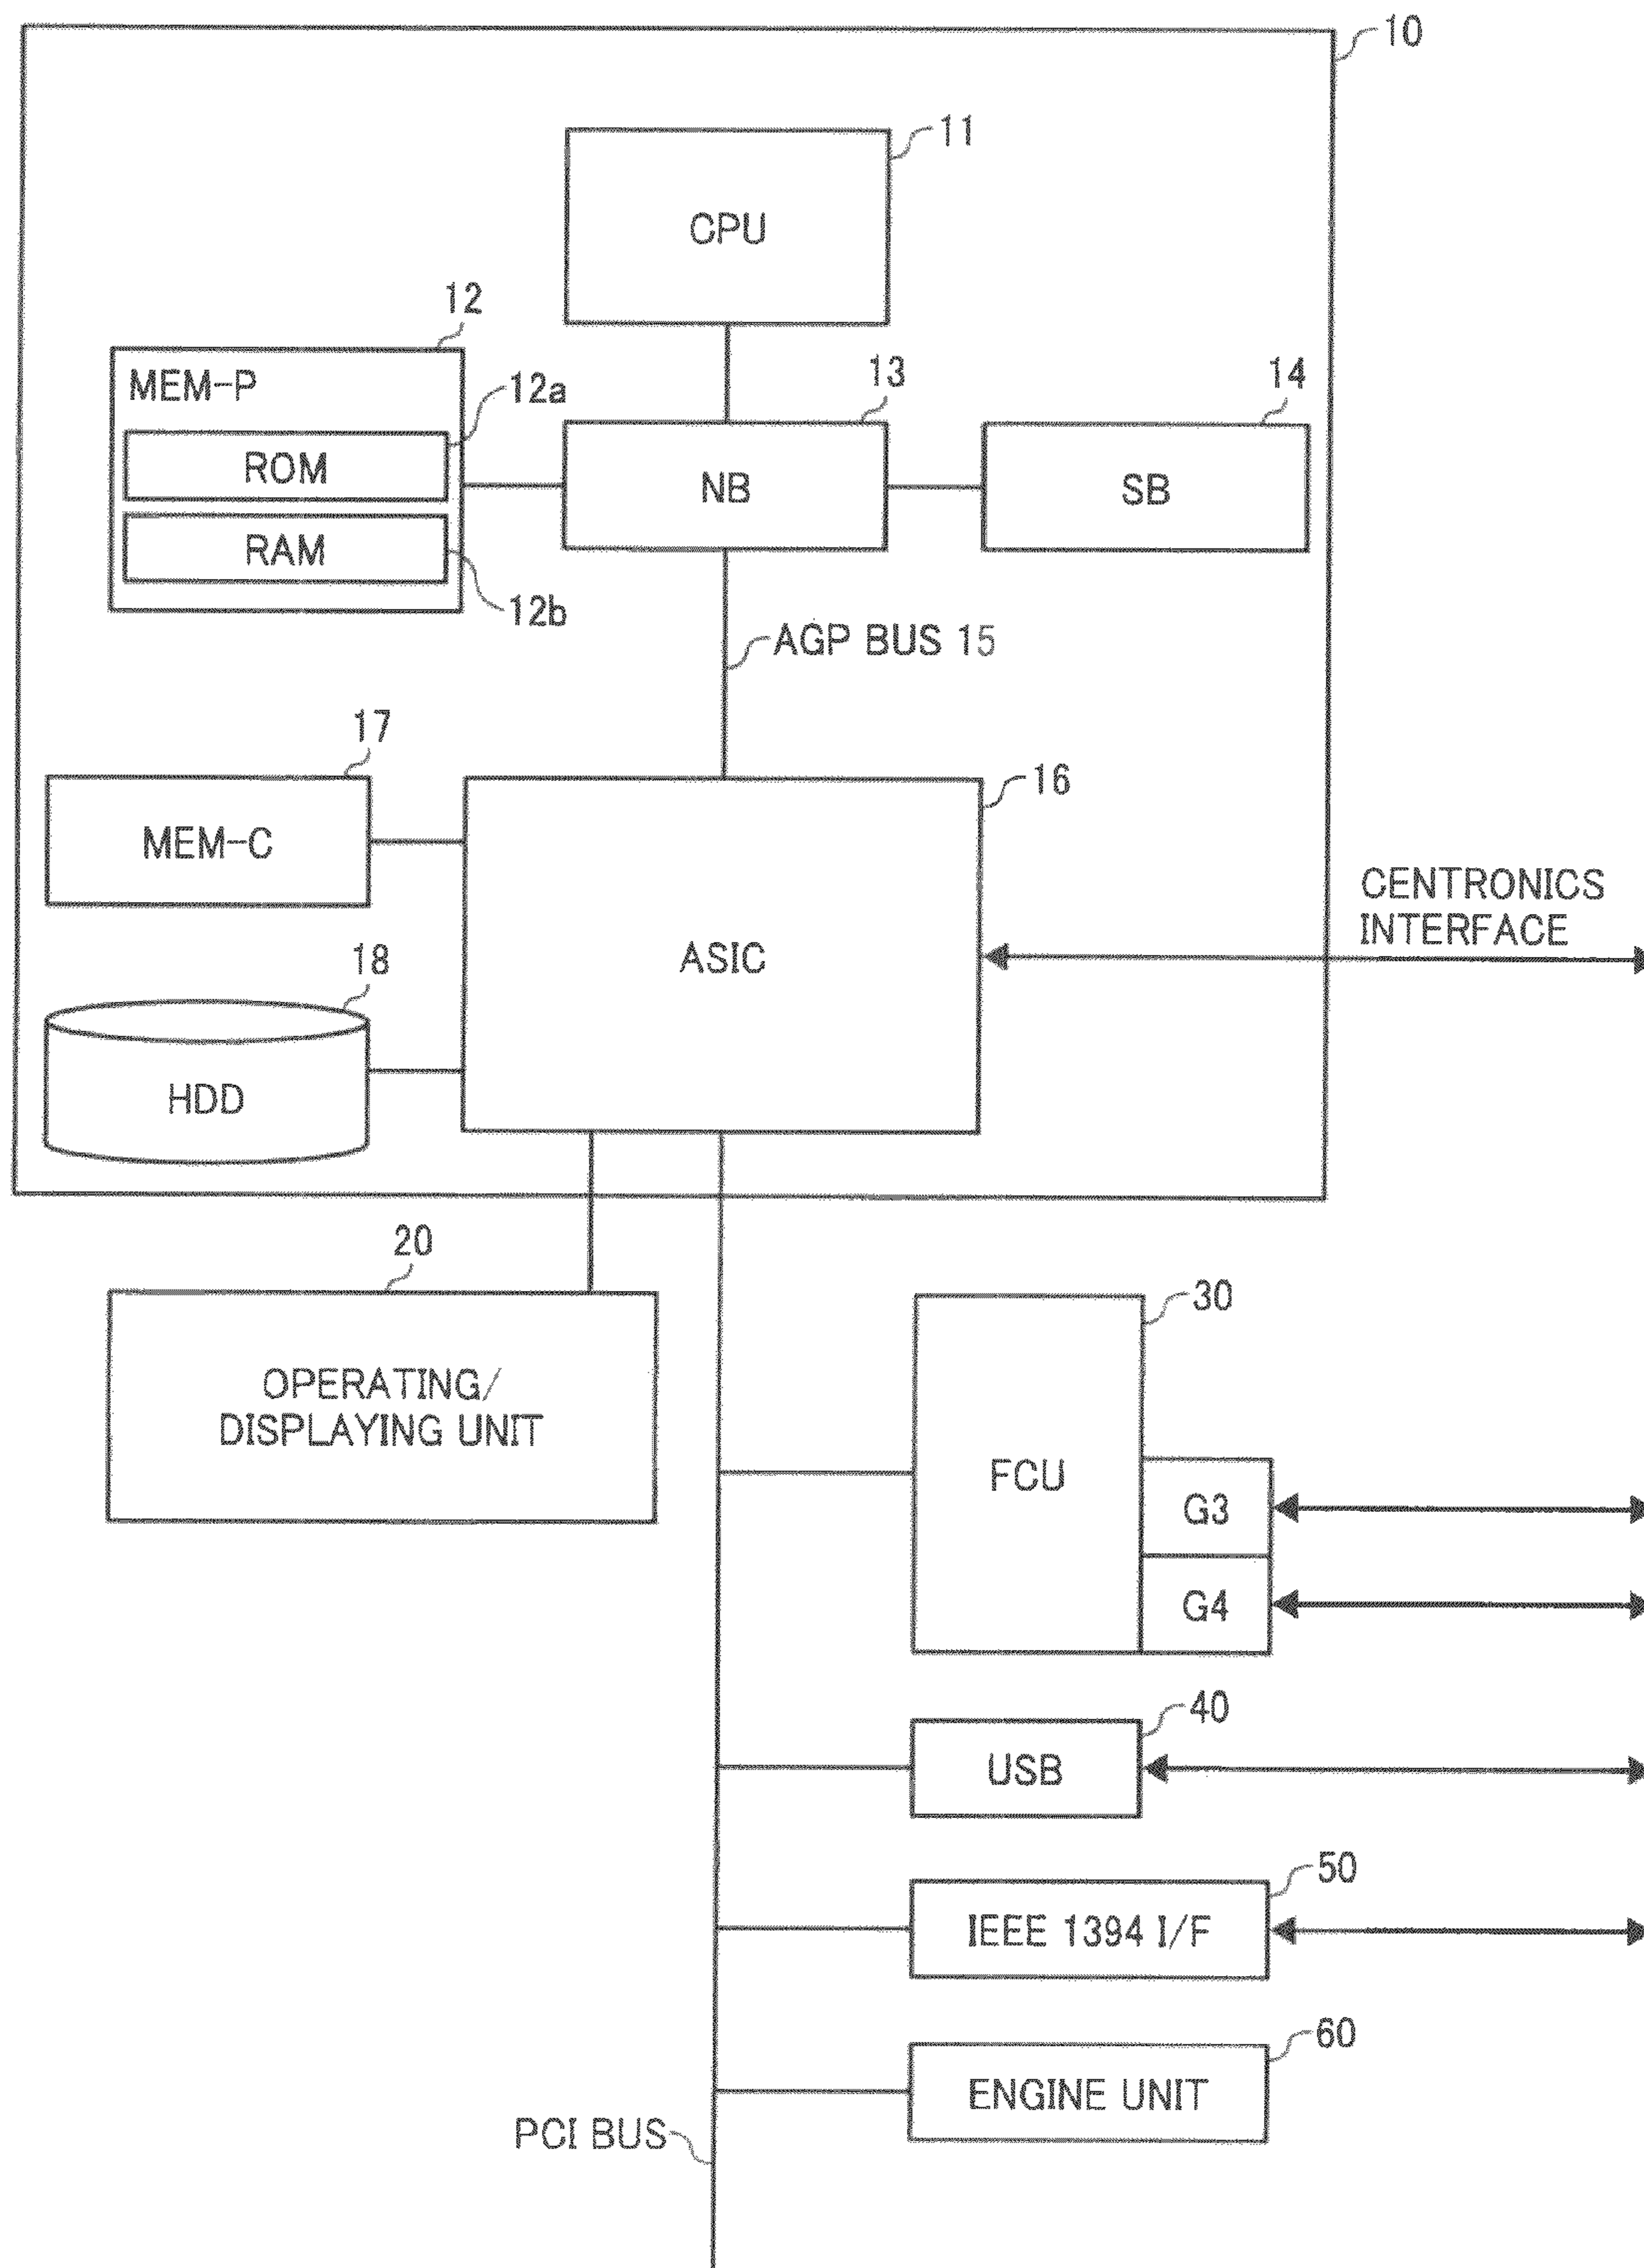 10
11
CPU
12
MEM-P
12a
ROM
RAM
12b
13
NB
14
SB
AGP BUS 15
17
MEM-C
16
ASIC
CENTRONICS
INTERFACE
18
HDD
20
OPERATING/
DISPLAYING UNIT
30
FCU
G3
G4
40
USB
50
IEEE 1394 I/F
60
ENGINE UNIT
PCI BUS